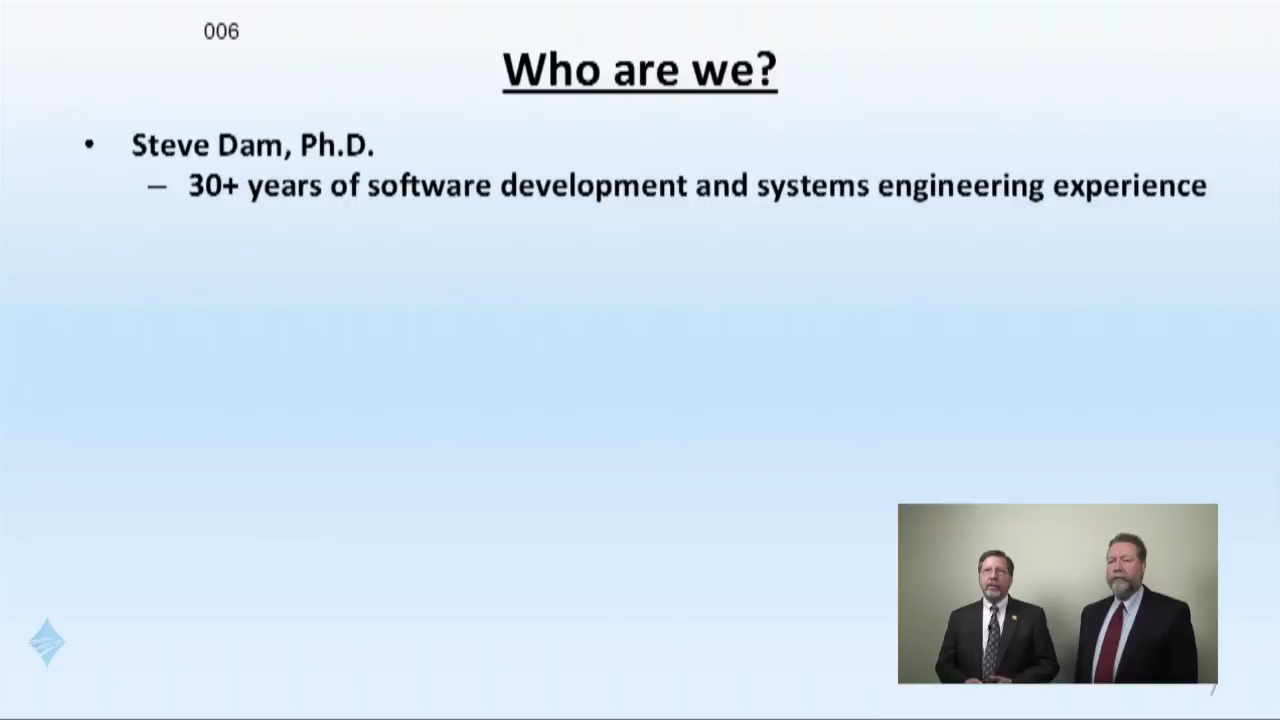 006
Who are we?
• Steve Dam, Ph.D.
– 30+ years of software development and systems engineering experience